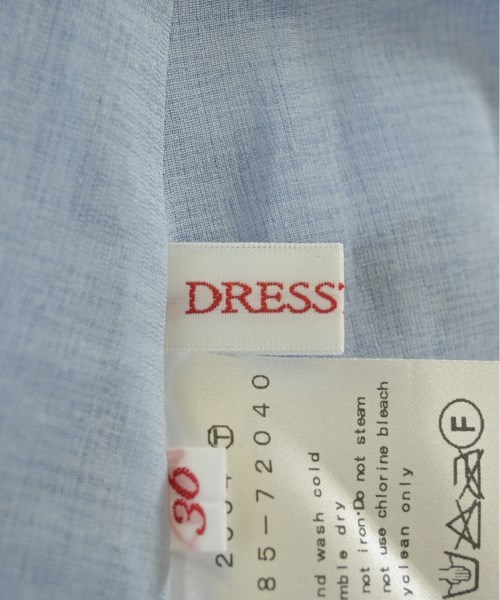 DRESS'
36
T
85-72040
nd wash cold
mble dry
not iron·Do not steam
not use chlorine bleach
yclean only
F